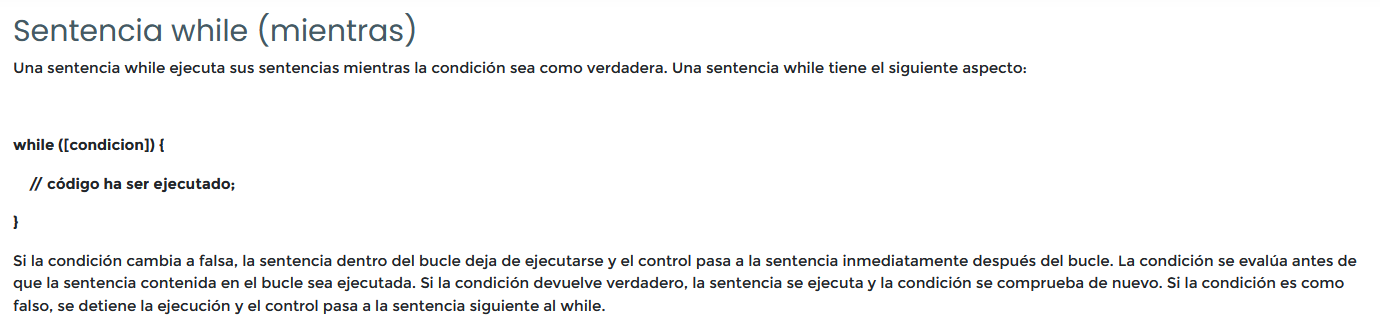 Sentencia while (mientras)
Una sentencia while ejecuta sus sentencias mientras la condición sea como verdadera. Una sentencia while tiene el siguiente aspecto:
while ([condicion]) {
// código ha ser ejecutado;
}
Si la condición cambia a falsa, la sentencia dentro del bucle deja de ejecutarse y el control pasa a la sentencia inmediatamente después del bucle. La condición se evalúa antes de
que la sentencia contenida en el bucle sea ejecutada. Si la condición devuelve verdadero, la sentencia se ejecuta y la condición se comprueba de nuevo. Si la condición es como
falso, se detiene la ejecución y el control pasa a la sentencia siguiente al while.